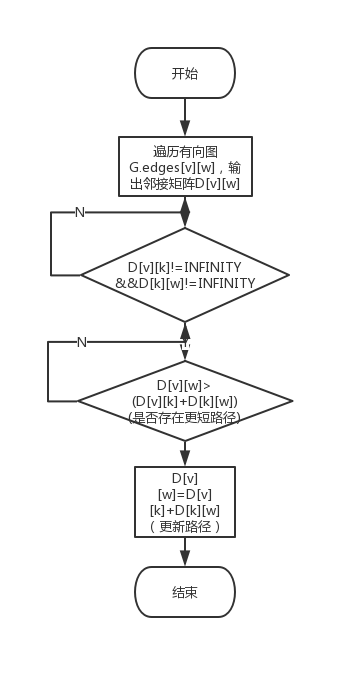 开始
遍历有向图
G.edges[v][w]，输
出邻接矩阵D[v][w]
N
D[v][k]!=INFINITY
&&D[k][w]!=INFINITY
N
D[v][w]>
(D[v][k]+D[k][w])
(是否存在更短路径)
D[v]
[w]=D[v]
[k]+D[k][w]
（更新路径）
结束